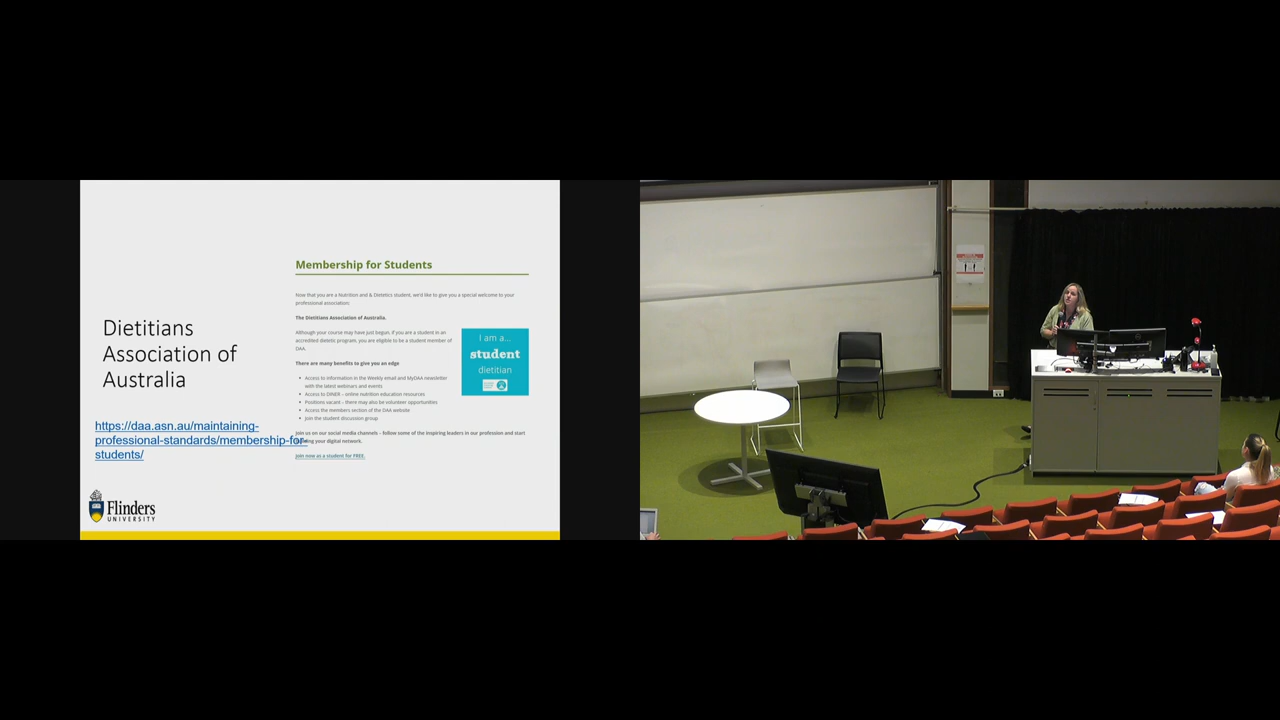 Dietitians
Association of
Australia
https://daa.asn.au/maintaining-
professional-standards/membership-for-
students/
Membership for Students
Now that you are a Nutrition and & Dietetics student, we'd like to give you a special welcome to your
professional association:
The Dietitians Association of Australia.
Although your course may have just begun, if you are a student in an
accredited dietetic program, you are eligible to be a student member of
DAA.
There are many benefits to give you an edge
Access to information in the Weekly email and MyDAA newsletter
with the latest webinars and events
Access to DINER – online nutrition education resources
Positions vacant – there may also be volunteer opportunities
Access the members section of the DAA website
Join the student discussion group
Join us on our social media channels – follow some of the inspiring leaders in our profession and start
your digital network.
Join now as a student for FREE.
I am a...
student
dietitian
Flinders
UNIVERSITY